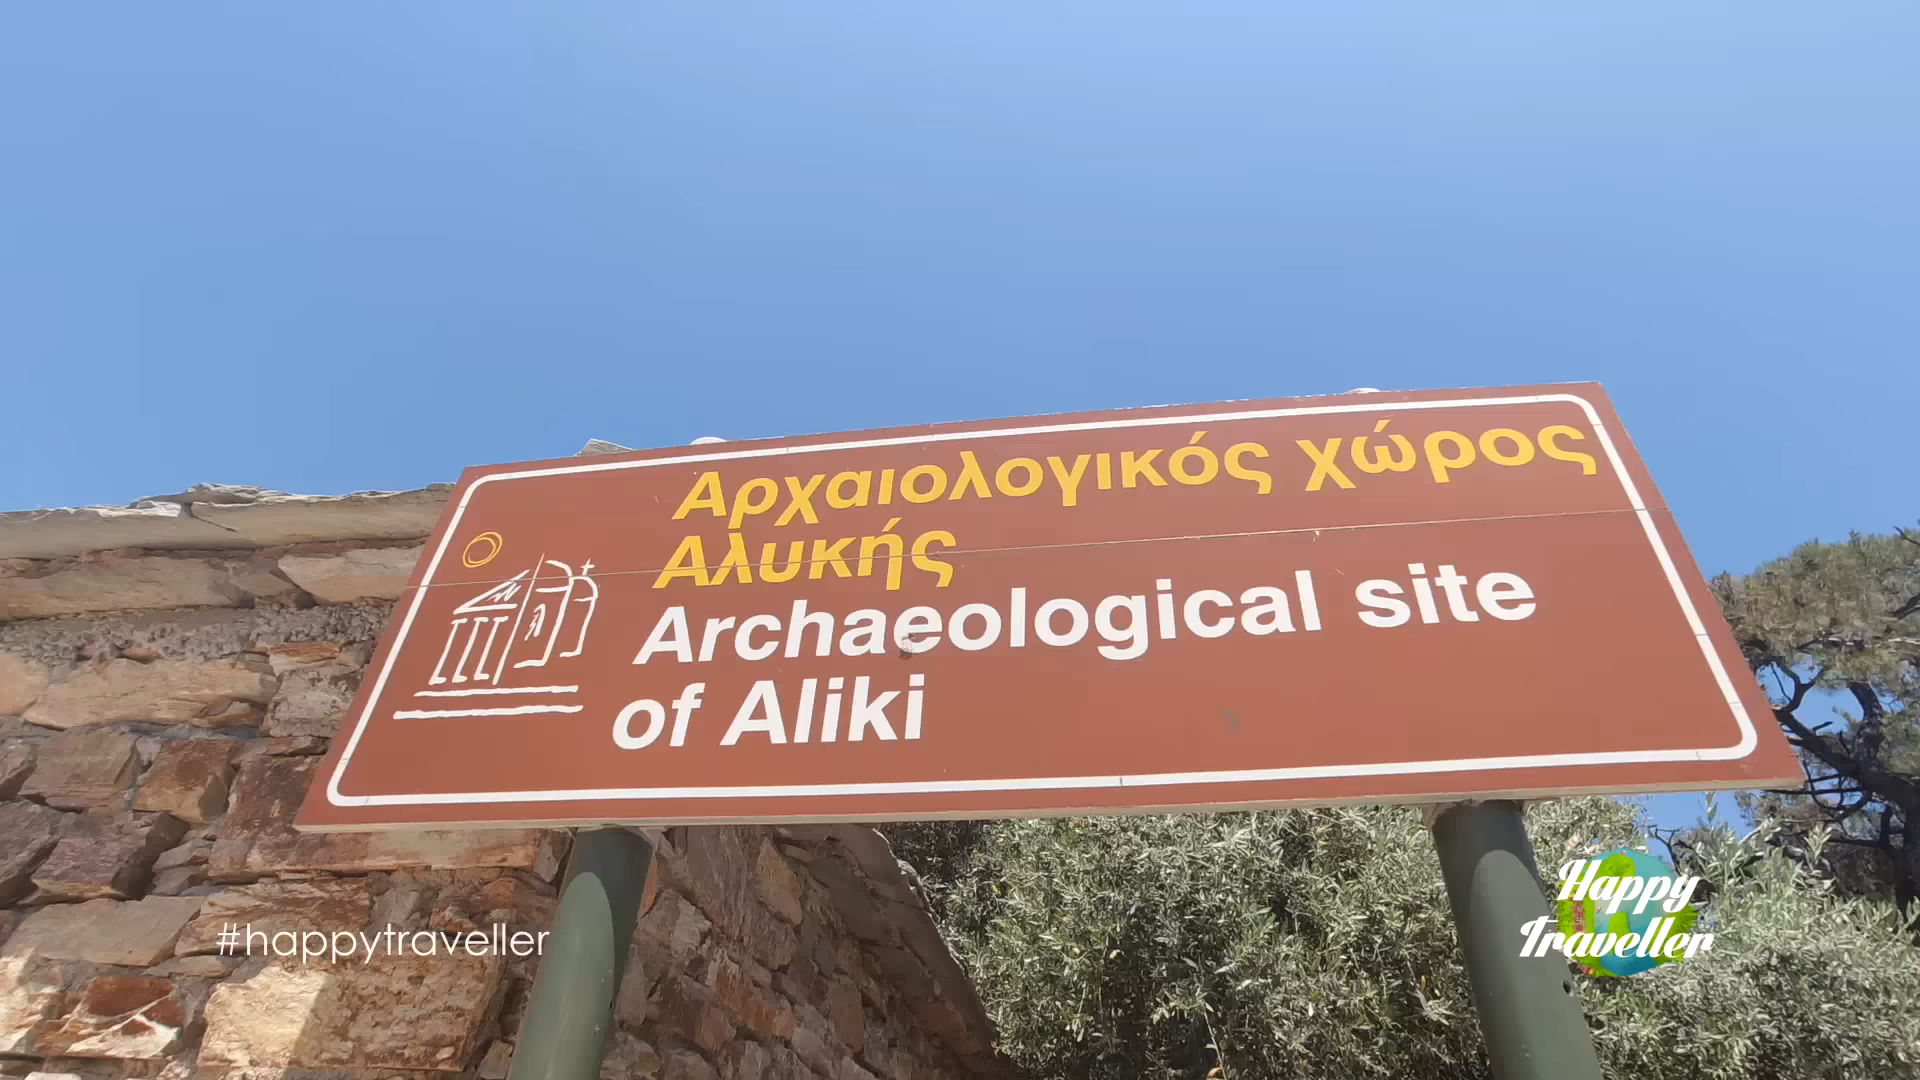 Αρχαιολογικός χώρος
Αλυκής
Archaeological site
of Aliki
#happytraveller
Happy
Traveller